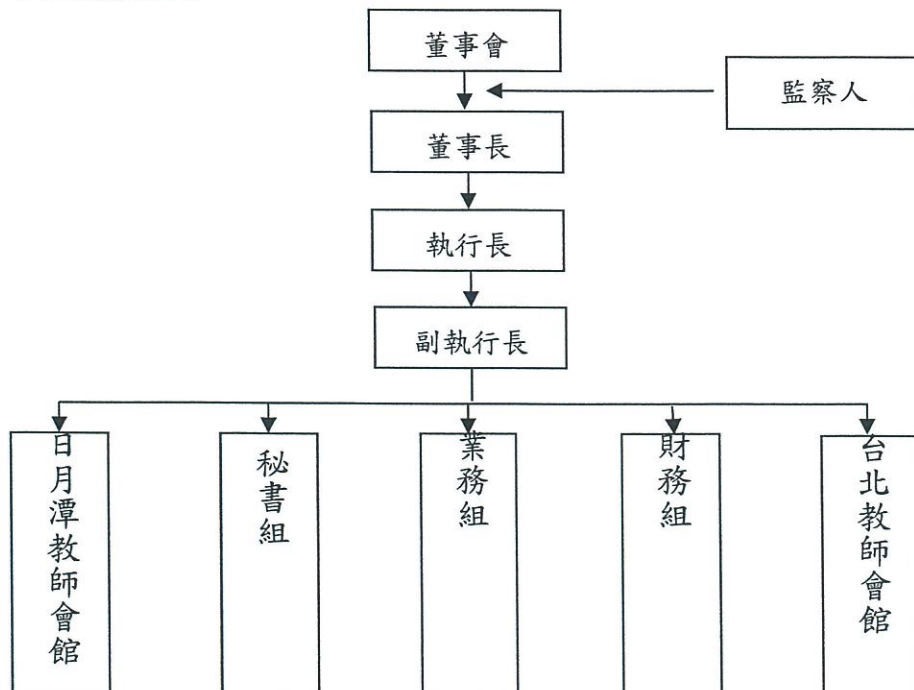 董事會
監察人
董事長
執行長
副執行長
日月潭教師會館
秘書組
業務組
財務組
台北教師會館